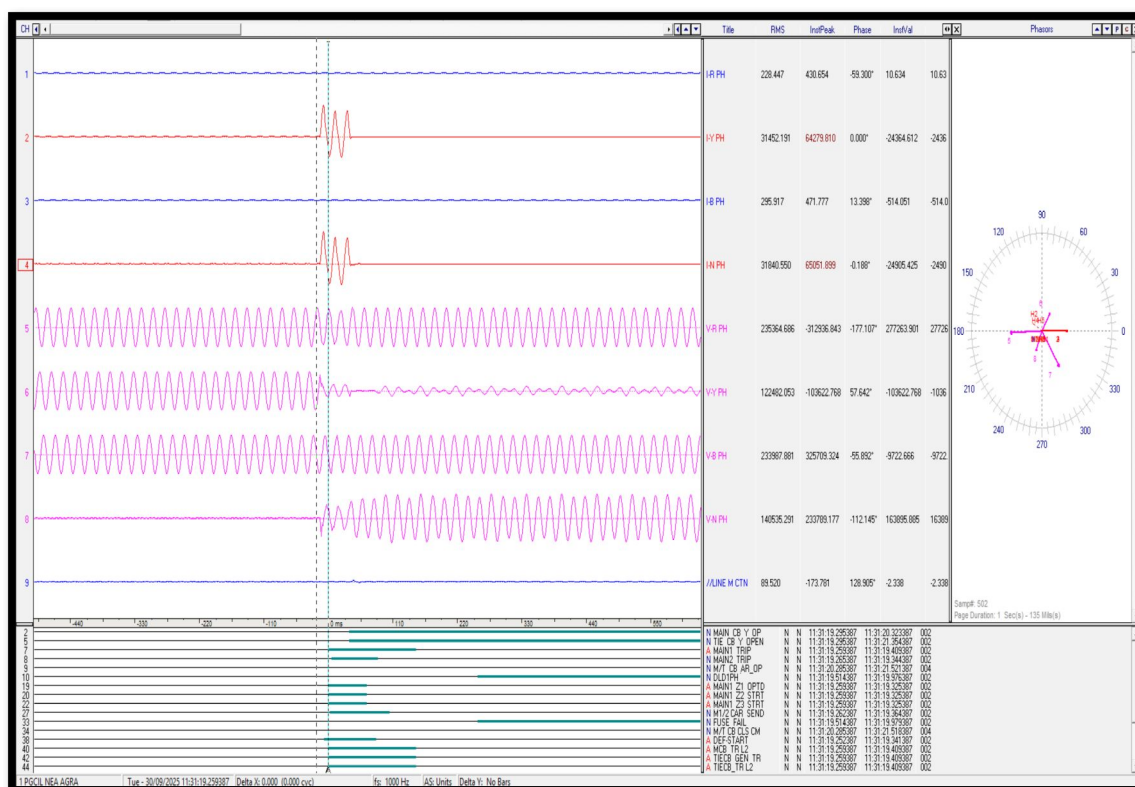 CH Title RMS InstPeak Phase InstVal Phasors
1 I-R PH 228.447 430.654 -59.300° 10.634 10.63
2 I-Y PH 31452.191 64279.810 0.000° -24364.612 -2436
3 I-B PH 295.917 471.777 13.398° -514.051 -514.0
4 I-N PH 31840.550 65051.899 -0.188° -24905.425 -2490
5 V-R PH 235364.686 -312936.843 -177.107° 277263.901 27726
6 V-Y PH 122482.053 -103622.768 57.642° -103622.768 -1036
7 V-B PH 233987.881 325709.324 -55.892° -9722.666 -9722.
8 V-N PH 140535.291 233789.177 -112.145° 163895.885 16389
9 //LINE M CTN 89.520 -173.781 128.905° -2.338 -2.338
90
120 60
150 30
180 0
210 330
240 300
270
Samp#: 502
Page Duration: 1 Sec(s) - 135 Mils(s)
-440 -330 -220 -110 0 ms 110 220 330 440 550
2 N MAIN CB Y OP N N 11:31:19.295387 11:31:20.323387 002
5 N TIE CB Y OPEN N N 11:31:19.295387 11:31:21.354387 002
7 A MAIN1 TRIP N N 11:31:19.259387 11:31:19.409387 002
8 N MAIN2 TRIP N N 11:31:19.265387 11:31:19.344387 002
9 N M/T CB AR_OP N N 11:31:20.285387 11:31:21.521387 004
10 N DLD1PH N N 11:31:19.514387 11:31:19.976387 002
19 A MAIN1 Z1 OPTD N N 11:31:19.259387 11:31:19.325387 002
20 A MAIN1 Z2 STRT N N 11:31:19.259387 11:31:19.325387 002
22 A MAIN1 Z3 STRT N N 11:31:19.259387 11:31:19.325387 002
27 N M1/2 CAR SEND N N 11:31:19.262387 11:31:19.364387 002
33 N FUSE FAIL N N 11:31:19.514387 11:31:19.979387 002
34 N M/T CB CLS CM N N 11:31:20.285387 11:31:21.518387 004
38 A DEF-START N N 11:31:19.252387 11:31:19.341387 002
40 A MCB_TR L2 N N 11:31:19.259387 11:31:19.409387 002
42 A TIECB GEN TR N N 11:31:19.259387 11:31:19.409387 002
44 A TIECB_TR L2 N N 11:31:19.259387 11:31:19.409387 002
1 PGCIL NEA AGRA Tue - 30/09/2025 11:31:19.259387 Delta X: 0.000 (0.000 cyc) fs: 1000 Hz AS: Units Delta Y: No Bars